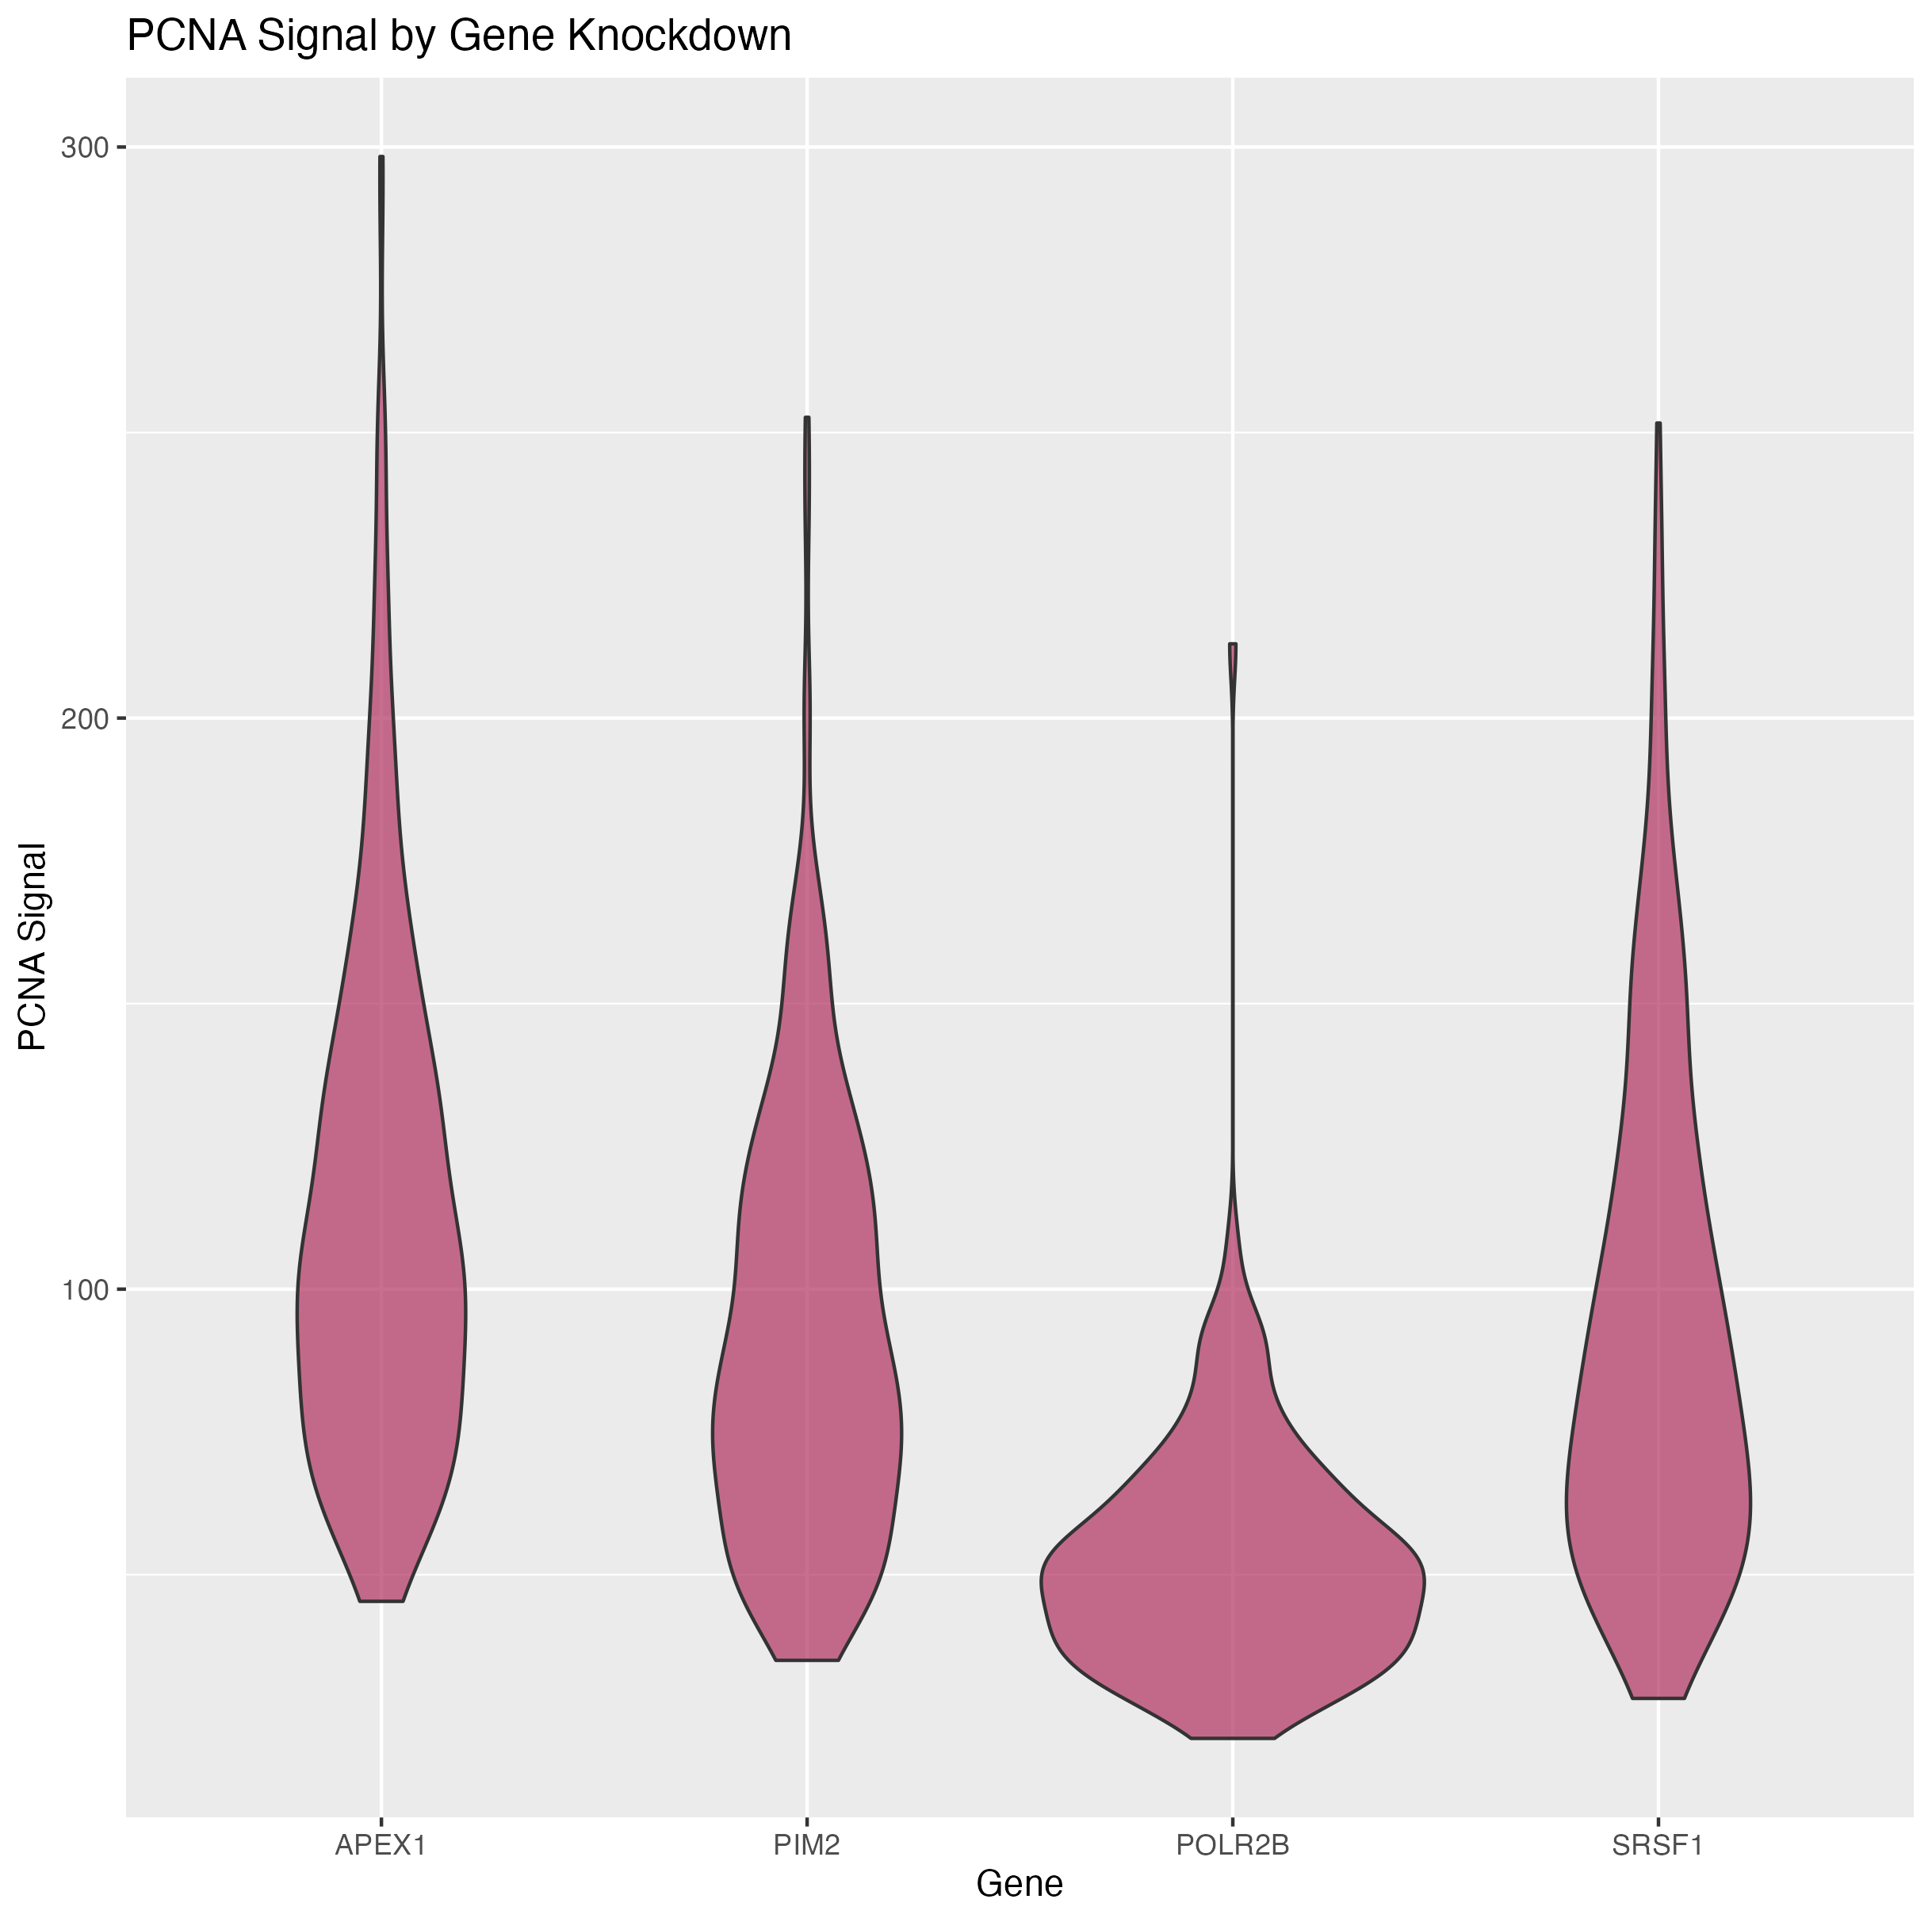 PCNA Signal by Gene Knockdown
300
200
100
PCNA Signal
APEX1
PIM2
POLR2B
SRSF1
Gene